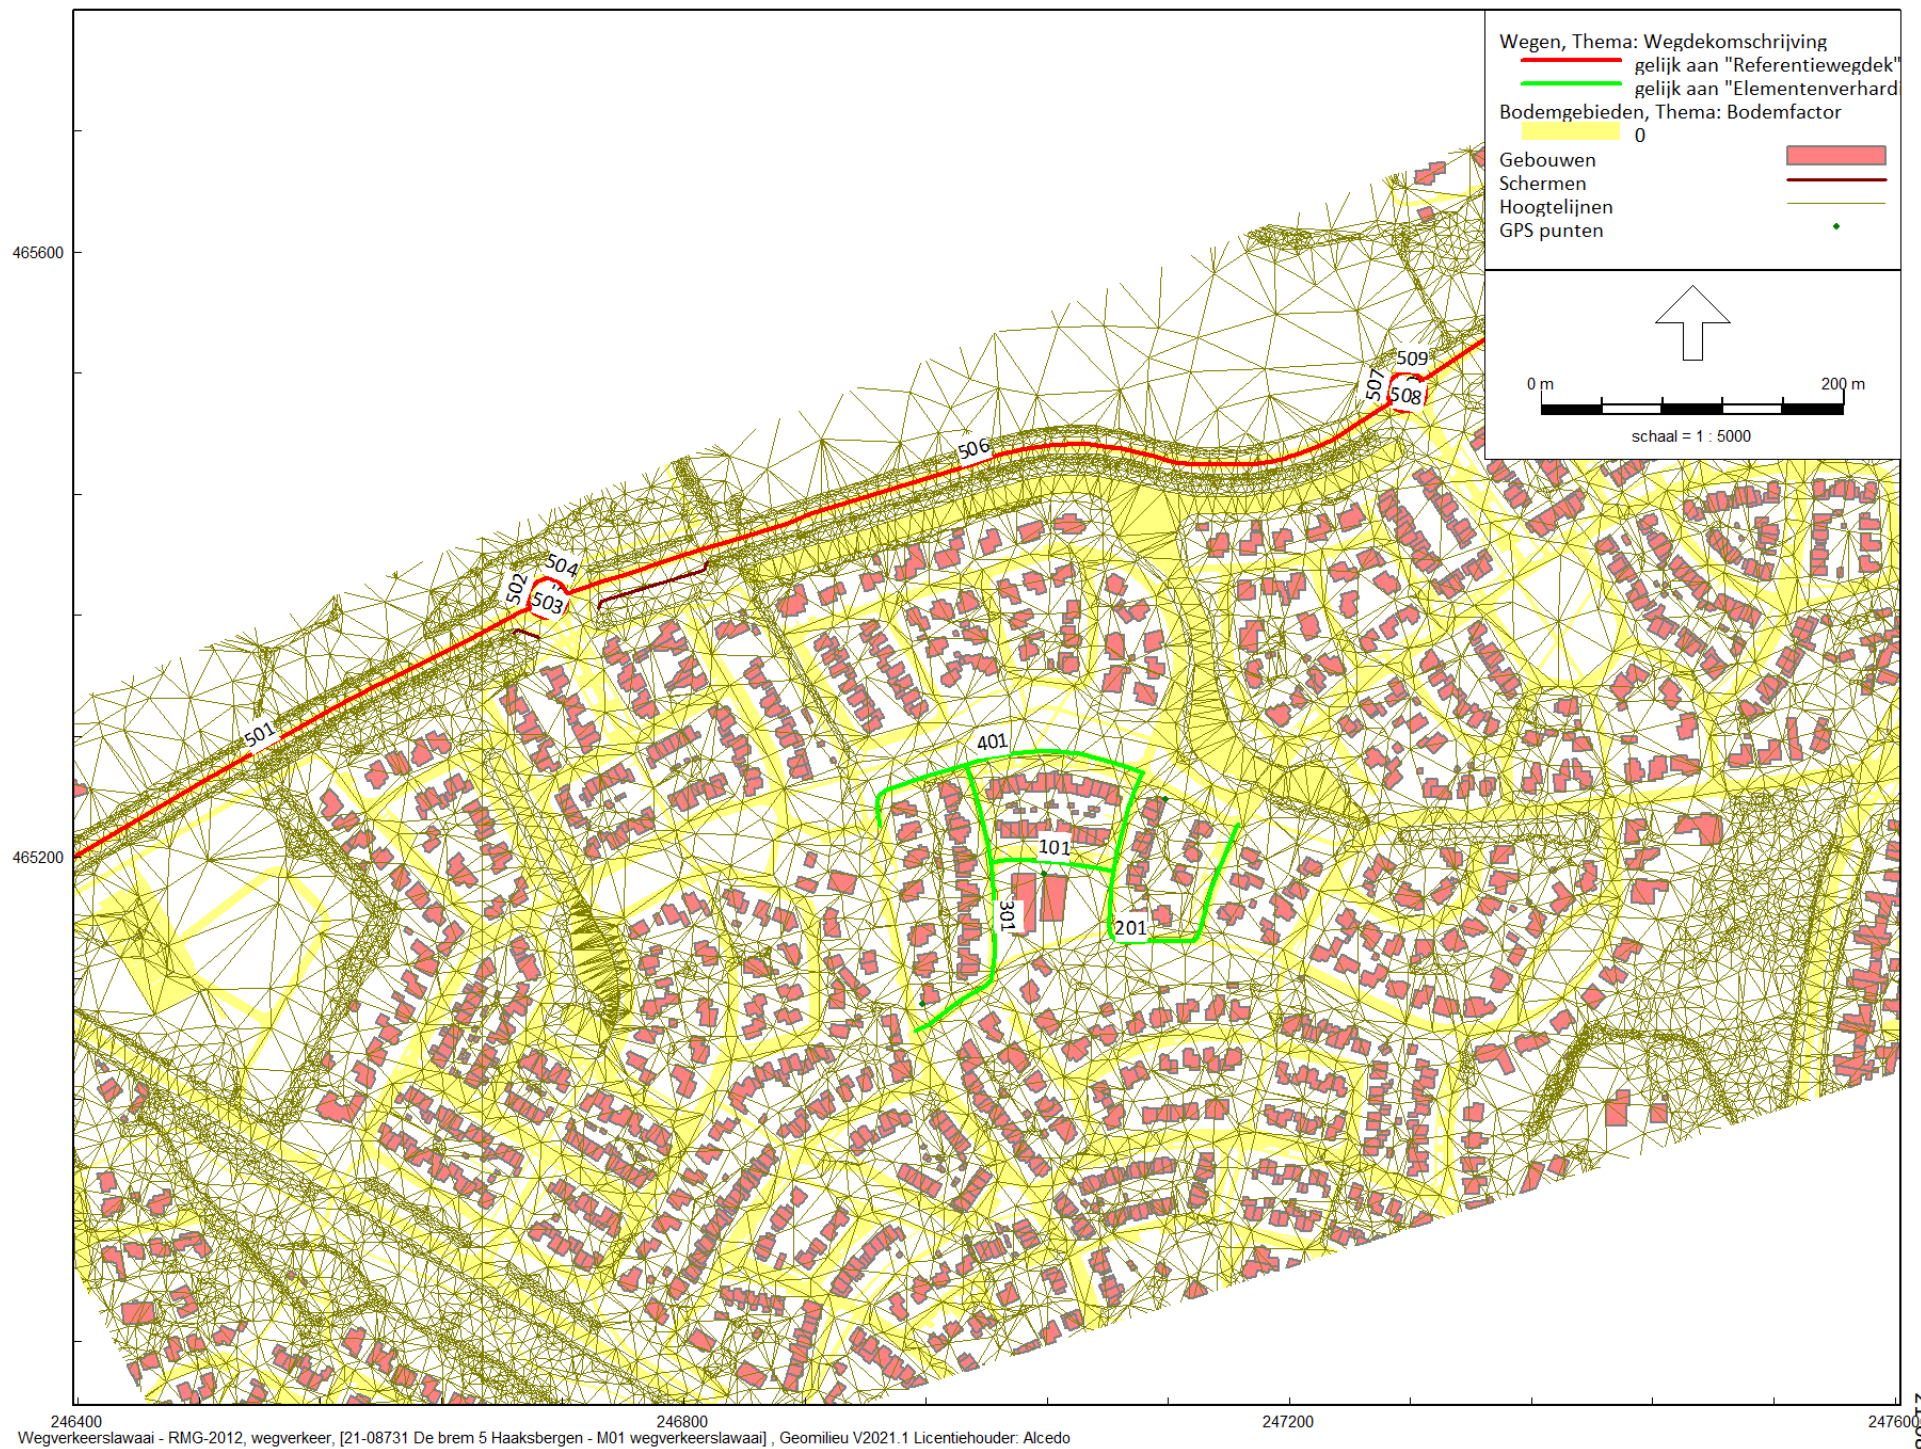 Wegen, Thema: Wegdekomschrijving
gelijk aan "Referentiewegdek"
gelijk aan "Elementenverhardi
Bodemgebieden, Thema: Bodemfactor
0
Gebouwen
Schermen
Hoogtelijnen
GPS punten
0 m 200 m
schaal = 1 : 5000
465600
465200
509
507
508
506
504
502
503
501
401
101
301
201
246400 246800 247200 247600
Wegverkeerslawaai - RMG-2012, wegverkeer, [21-08731 De brem 5 Haaksbergen - M01 wegverkeerslawaai] , Geomilieu V2021.1 Licentiehouder: Alcedo